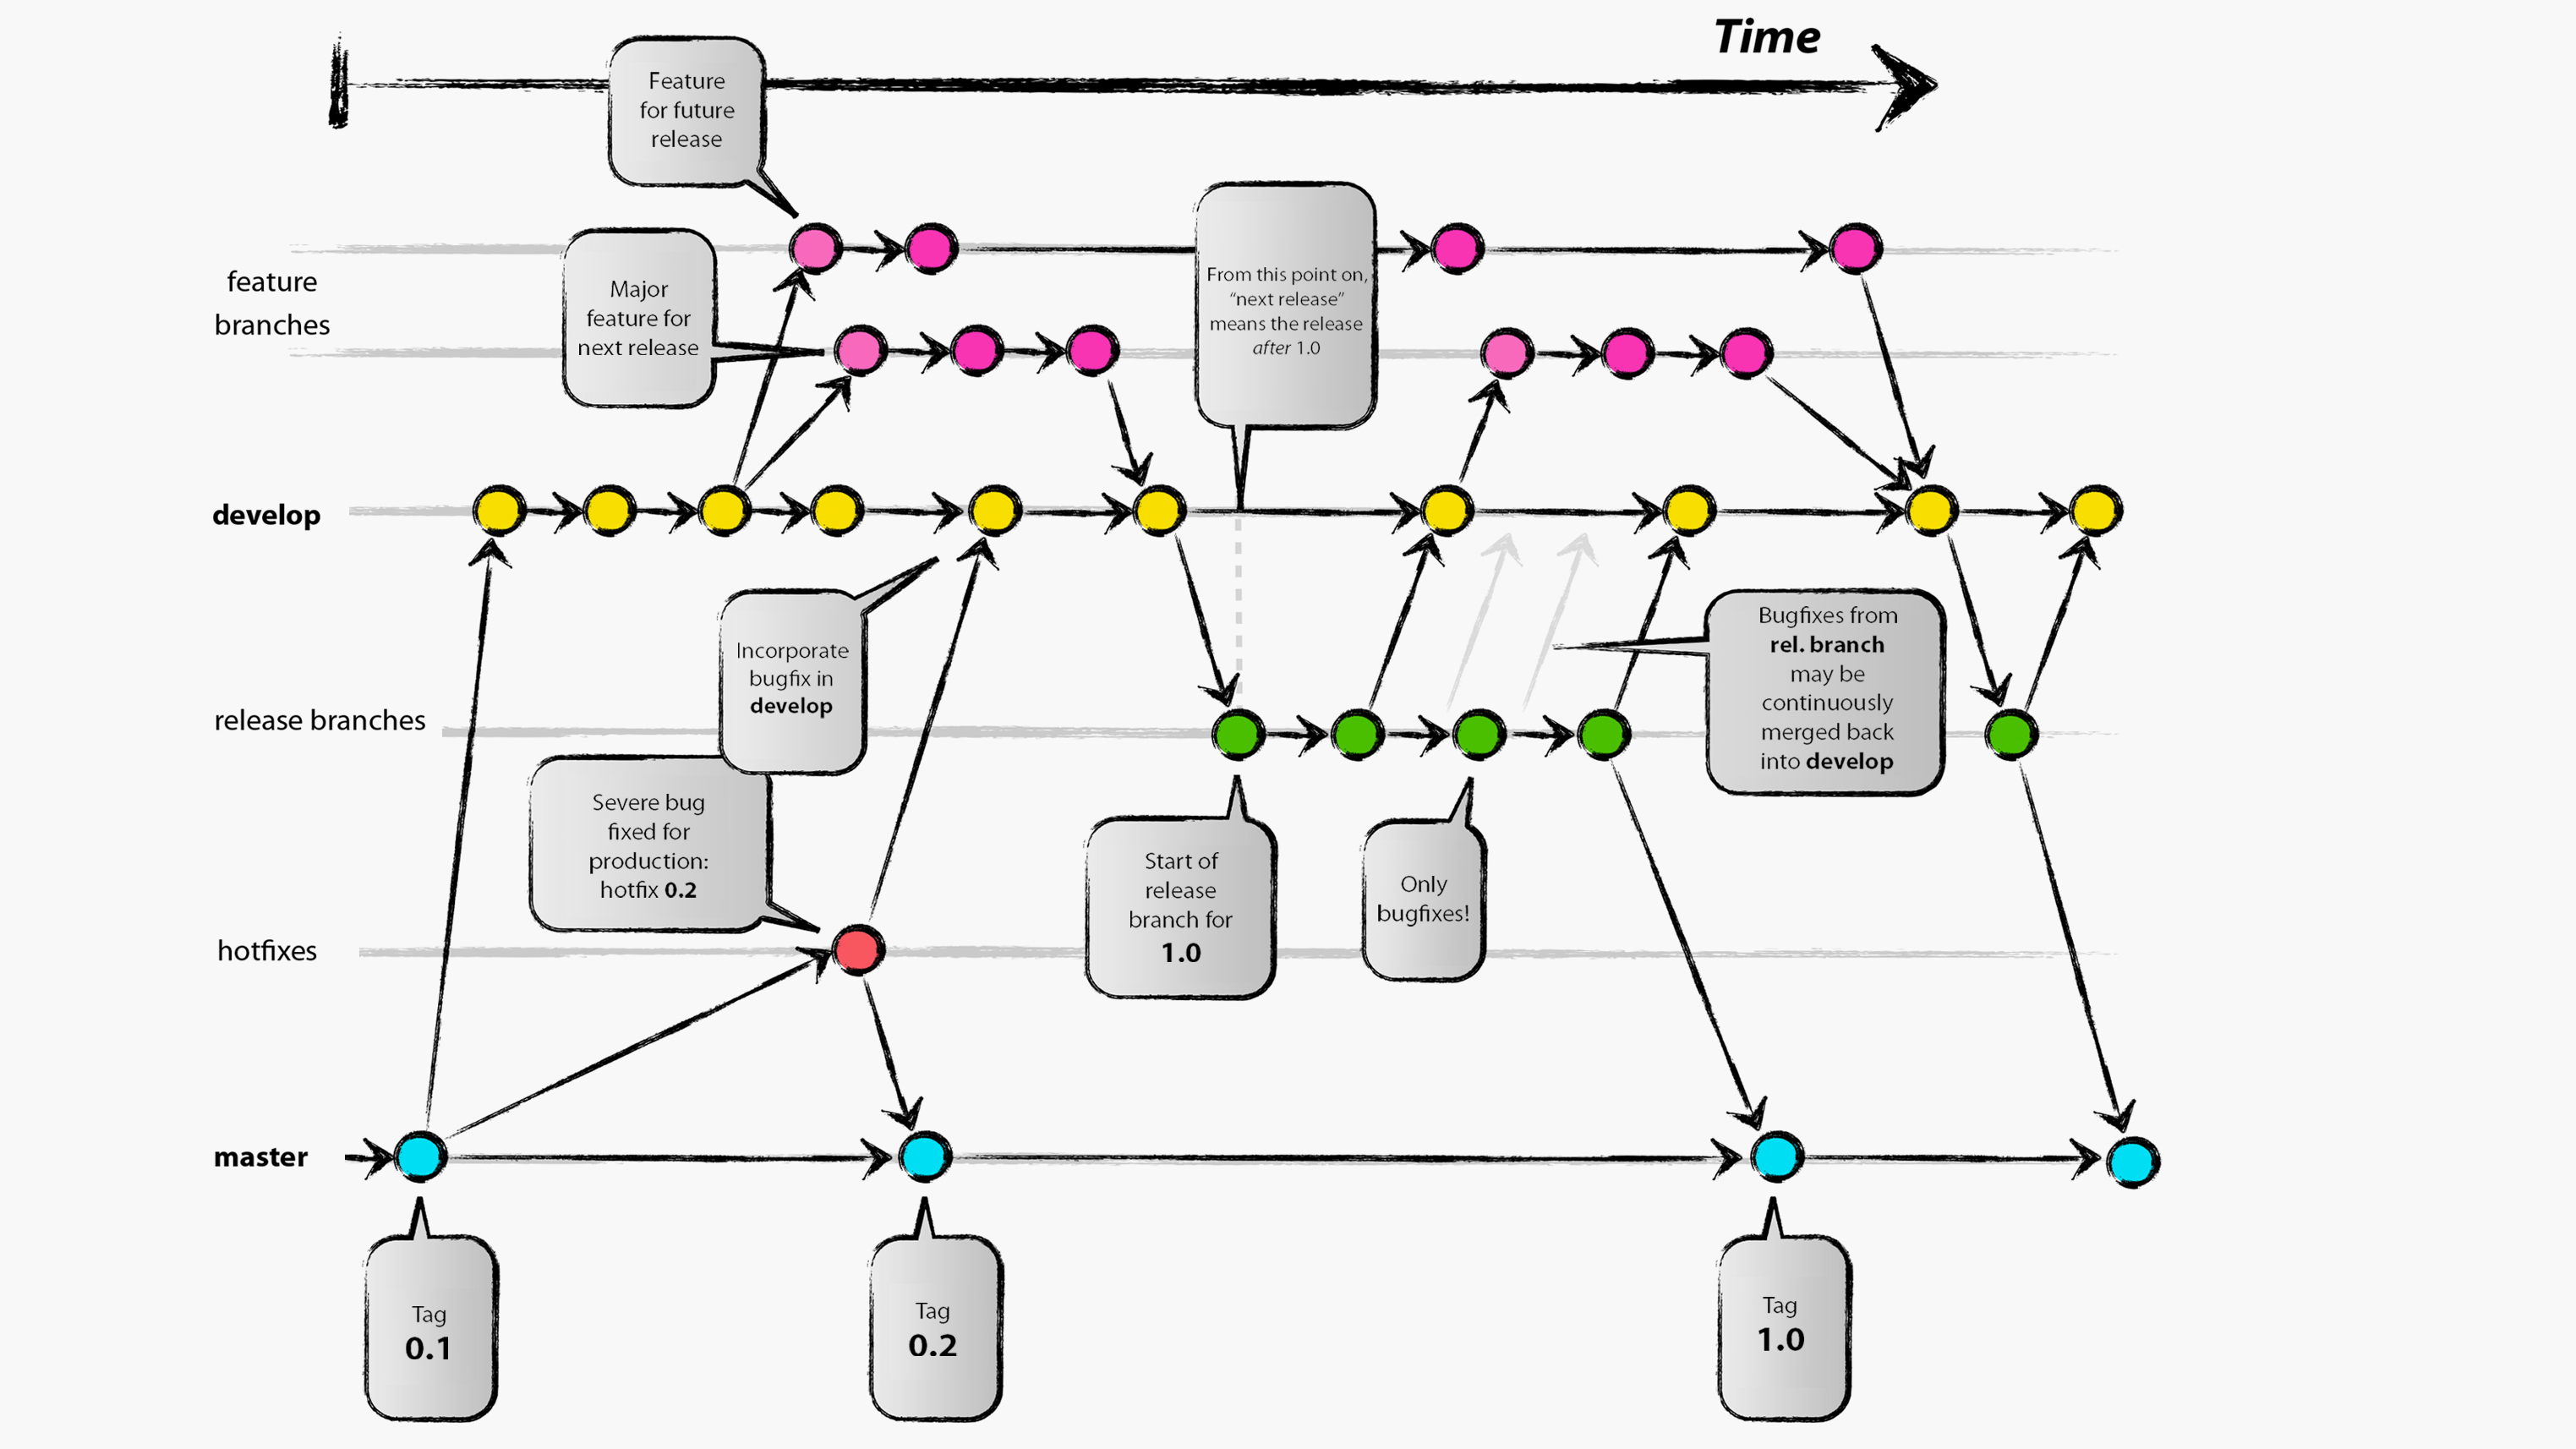 Time
Feature
for future
release
feature
branches
Major
feature for
next release
From this point on,
“next release”
means the release
after 1.0
develop
Incorporate
bugfix in
develop
Bugfixes from
rel. branch
may be
continuously
merged back
into develop
release branches
Severe bug
fixed for
production:
hotfix 0.2
Start of
release
branch for
1.0
Only
bugfixes!
hotfixes
master
Tag
0.1
Tag
0.2
Tag
1.0